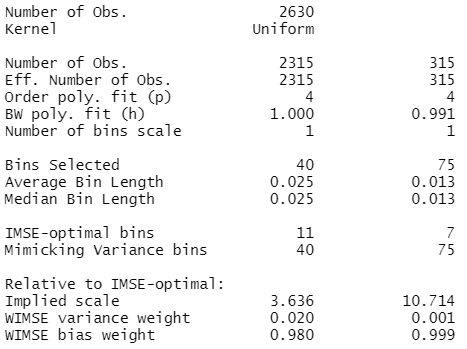 Number of Obs. 2630
Kernel Uniform
Number of Obs. 2315 315
Eff. Number of Obs. 2315 315
Order poly. fit (p) 4 4
BW poly. fit (h) 1.000 0.991
Number of bins scale 1 1
Bins Selected 40 75
Average Bin Length 0.025 0.013
Median Bin Length 0.025 0.013
IMSE-optimal bins 11 7
Mimicking Variance bins 40 75
Relative to IMSE-optimal:
Implied scale 3.636 10.714
WIMSE variance weight 0.020 0.001
WIMSE bias weight 0.980 0.999